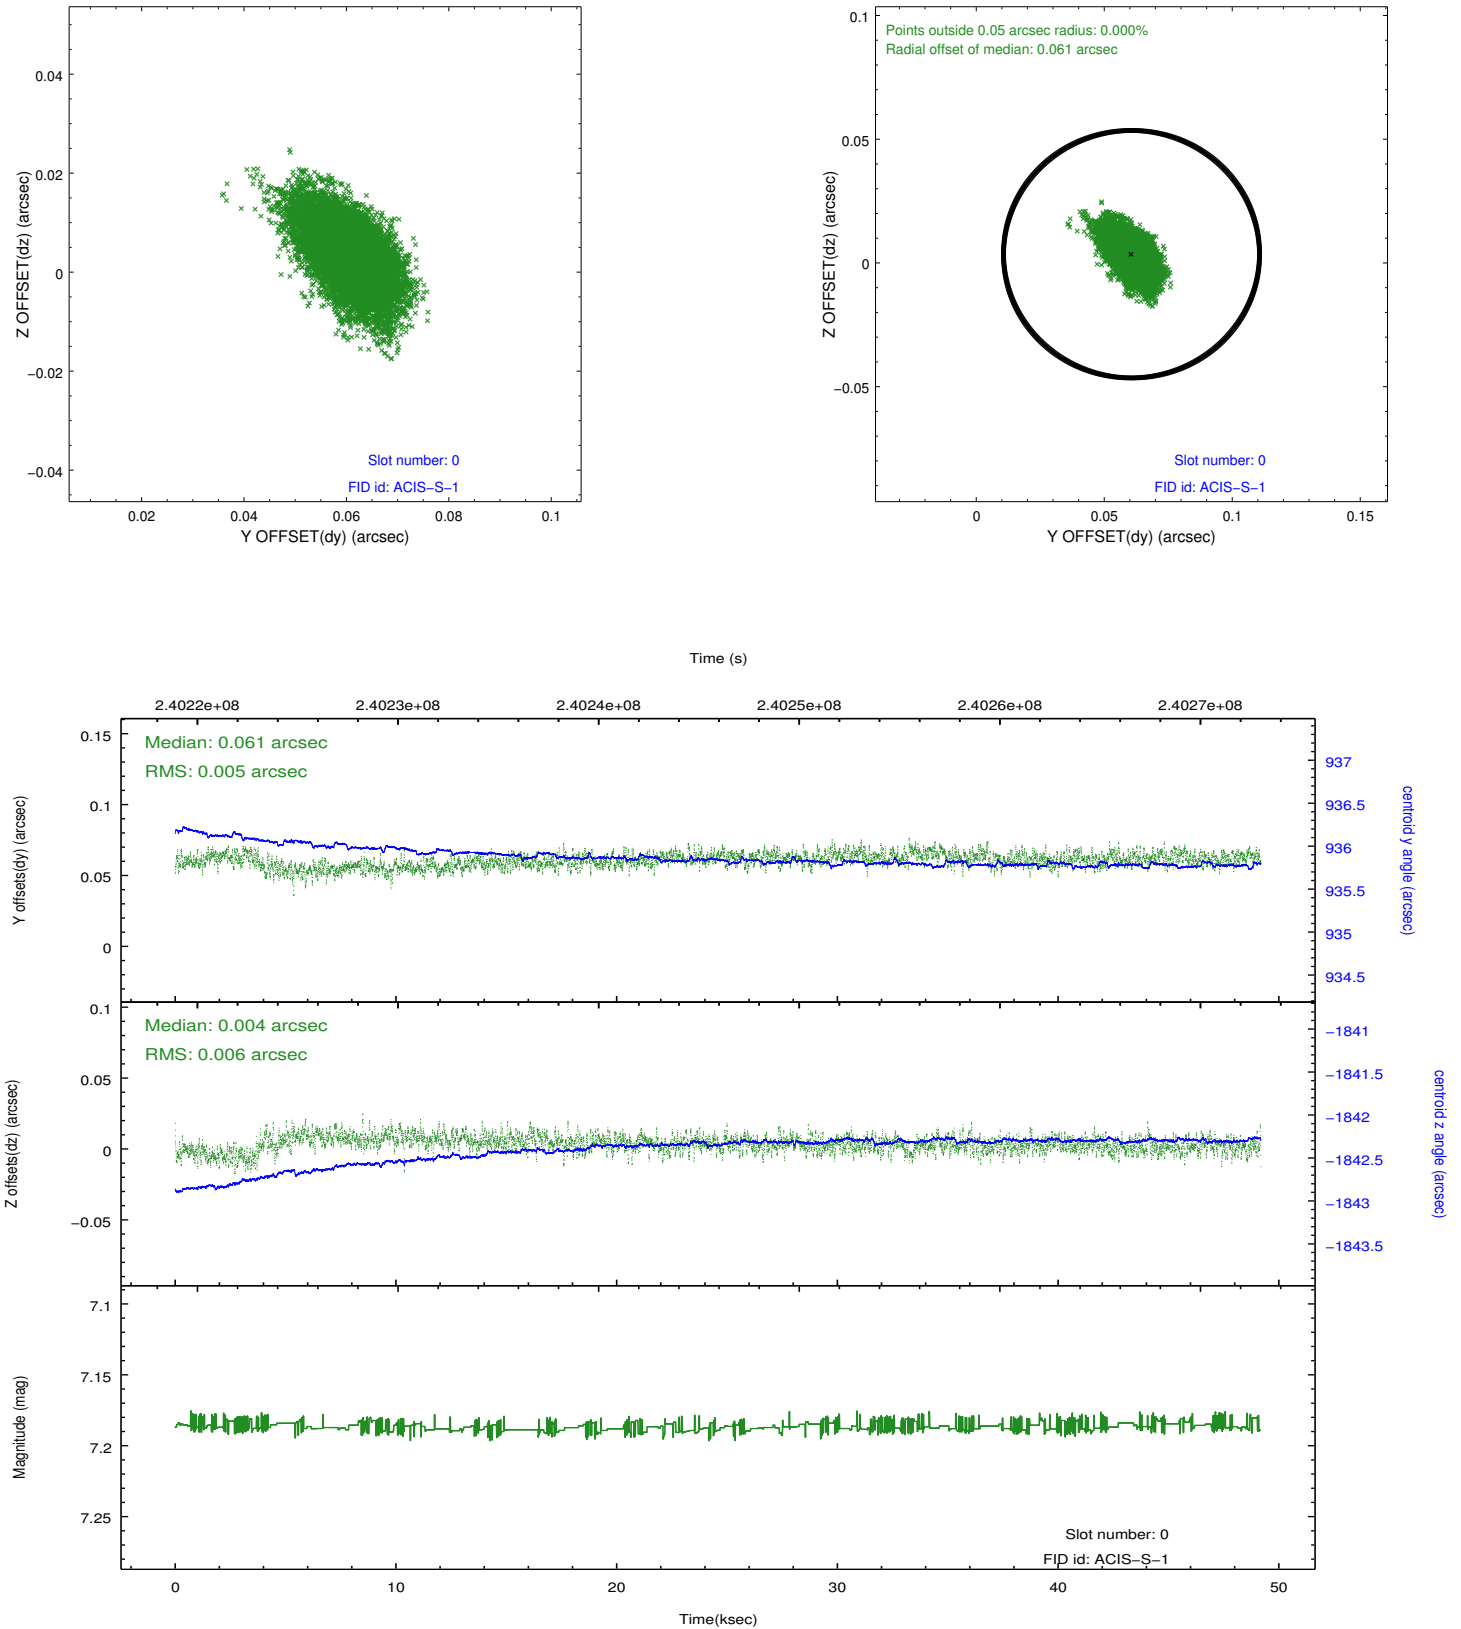 0.04
0.02
0
−0.02
−0.04
Z OFFSET(dz) (arcsec)
Slot number: 0
FID id: ACIS−S−1
0.02
0.04
0.06
0.08
0.1
Y OFFSET(dy) (arcsec)
0.1
0.05
0
−0.05
Z OFFSET(dz) (arcsec)
Points outside 0.05 arcsec radius: 0.000%
Radial offset of median: 0.061 arcsec
Slot number: 0
FID id: ACIS−S−1
0
0.05
0.1
0.15
Y OFFSET(dy) (arcsec)
Time (s)
2.4022e+08
2.4023e+08
2.4024e+08
2.4025e+08
2.4026e+08
2.4027e+08
Median: 0.061 arcsec
RMS: 0.005 arcsec
0.15
0.1
0.05
0
Y offsets(dy) (arcsec)
937
936.5
936
935.5
935
934.5
centroid y angle (arcsec)
Median: 0.004 arcsec
RMS: 0.006 arcsec
0.1
0.05
0
−0.05
Z offsets(dz) (arcsec)
−1841
−1841.5
−1842
−1842.5
−1843
−1843.5
centroid z angle (arcsec)
7.1
7.15
7.2
7.25
Magnitude (mag)
Slot number: 0
FID id: ACIS−S−1
0
10
20
30
40
50
Time(ksec)